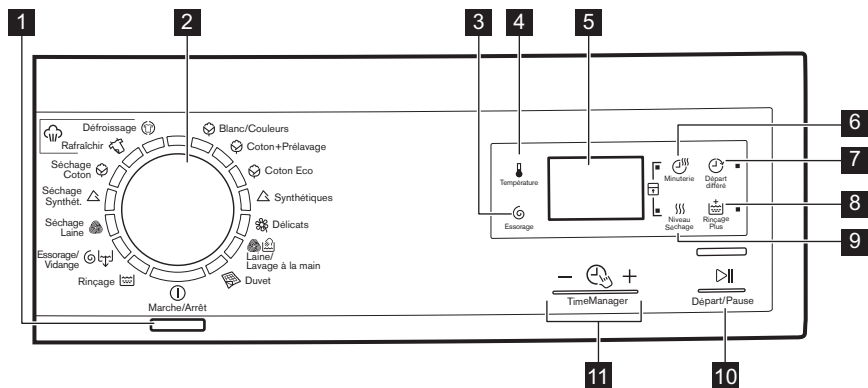 1
2
3
4
5
6
7
8
9
10
11
Défroissage
Rafraîchir
Séchage
Coton
Séchage
Synthét.
Séchage
Laine
Essorage/
Vidange
Rinçage
Marche/Arrêt
Blanc/Couleurs
Coton+Prélavage
Coton Eco
Synthétiques
Délicats
Laine/
Lavage à la main
Duvet
Température
Essorage
Minuterie
Départ
différé
Niveau
Séchage
Rinçage
Plus
TimeManager
Départ/Pause